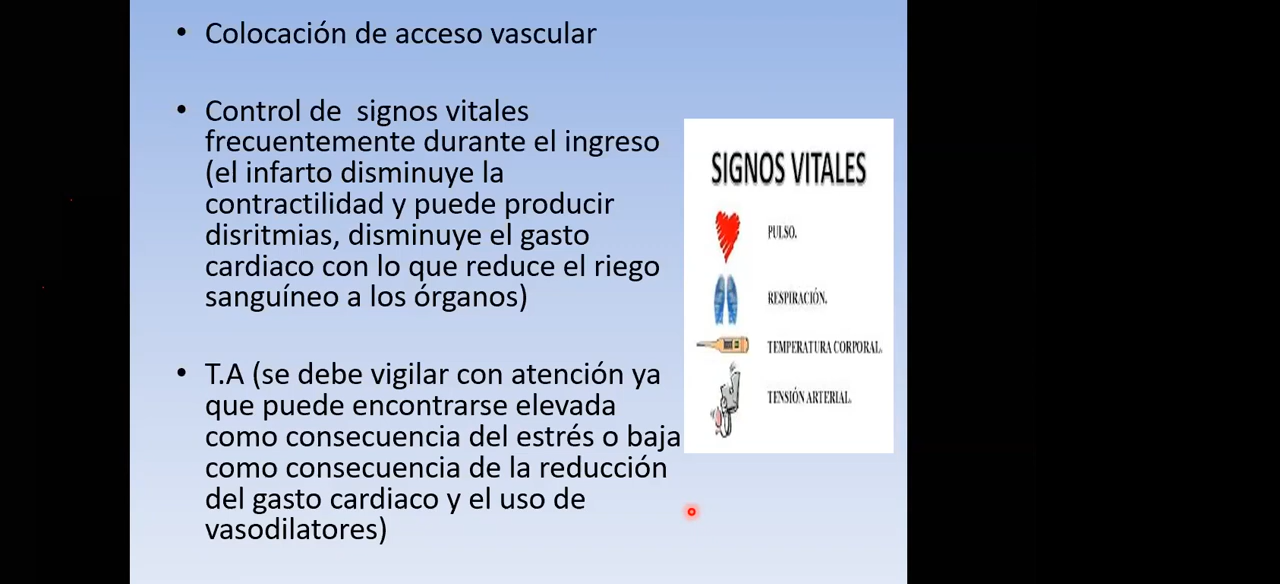 • Colocación de acceso vascular
• Control de  signos vitales
frecuentemente durante el ingreso
(el infarto disminuye la
contractilidad y puede producir
disritmias, disminuye el gasto
cardiaco con lo que reduce el riego
sanguíneo a los órganos)
• T.A (se debe vigilar con atención ya
que puede encontrarse elevada
como consecuencia del estrés o baja
como consecuencia de la reducción
del gasto cardiaco y el uso de
vasodilatores)
SIGNOS VITALES
PULSO.
RESPIRACIÓN.
TEMPERATURA CORPORAL.
TENSIÓN ARTERIAL.